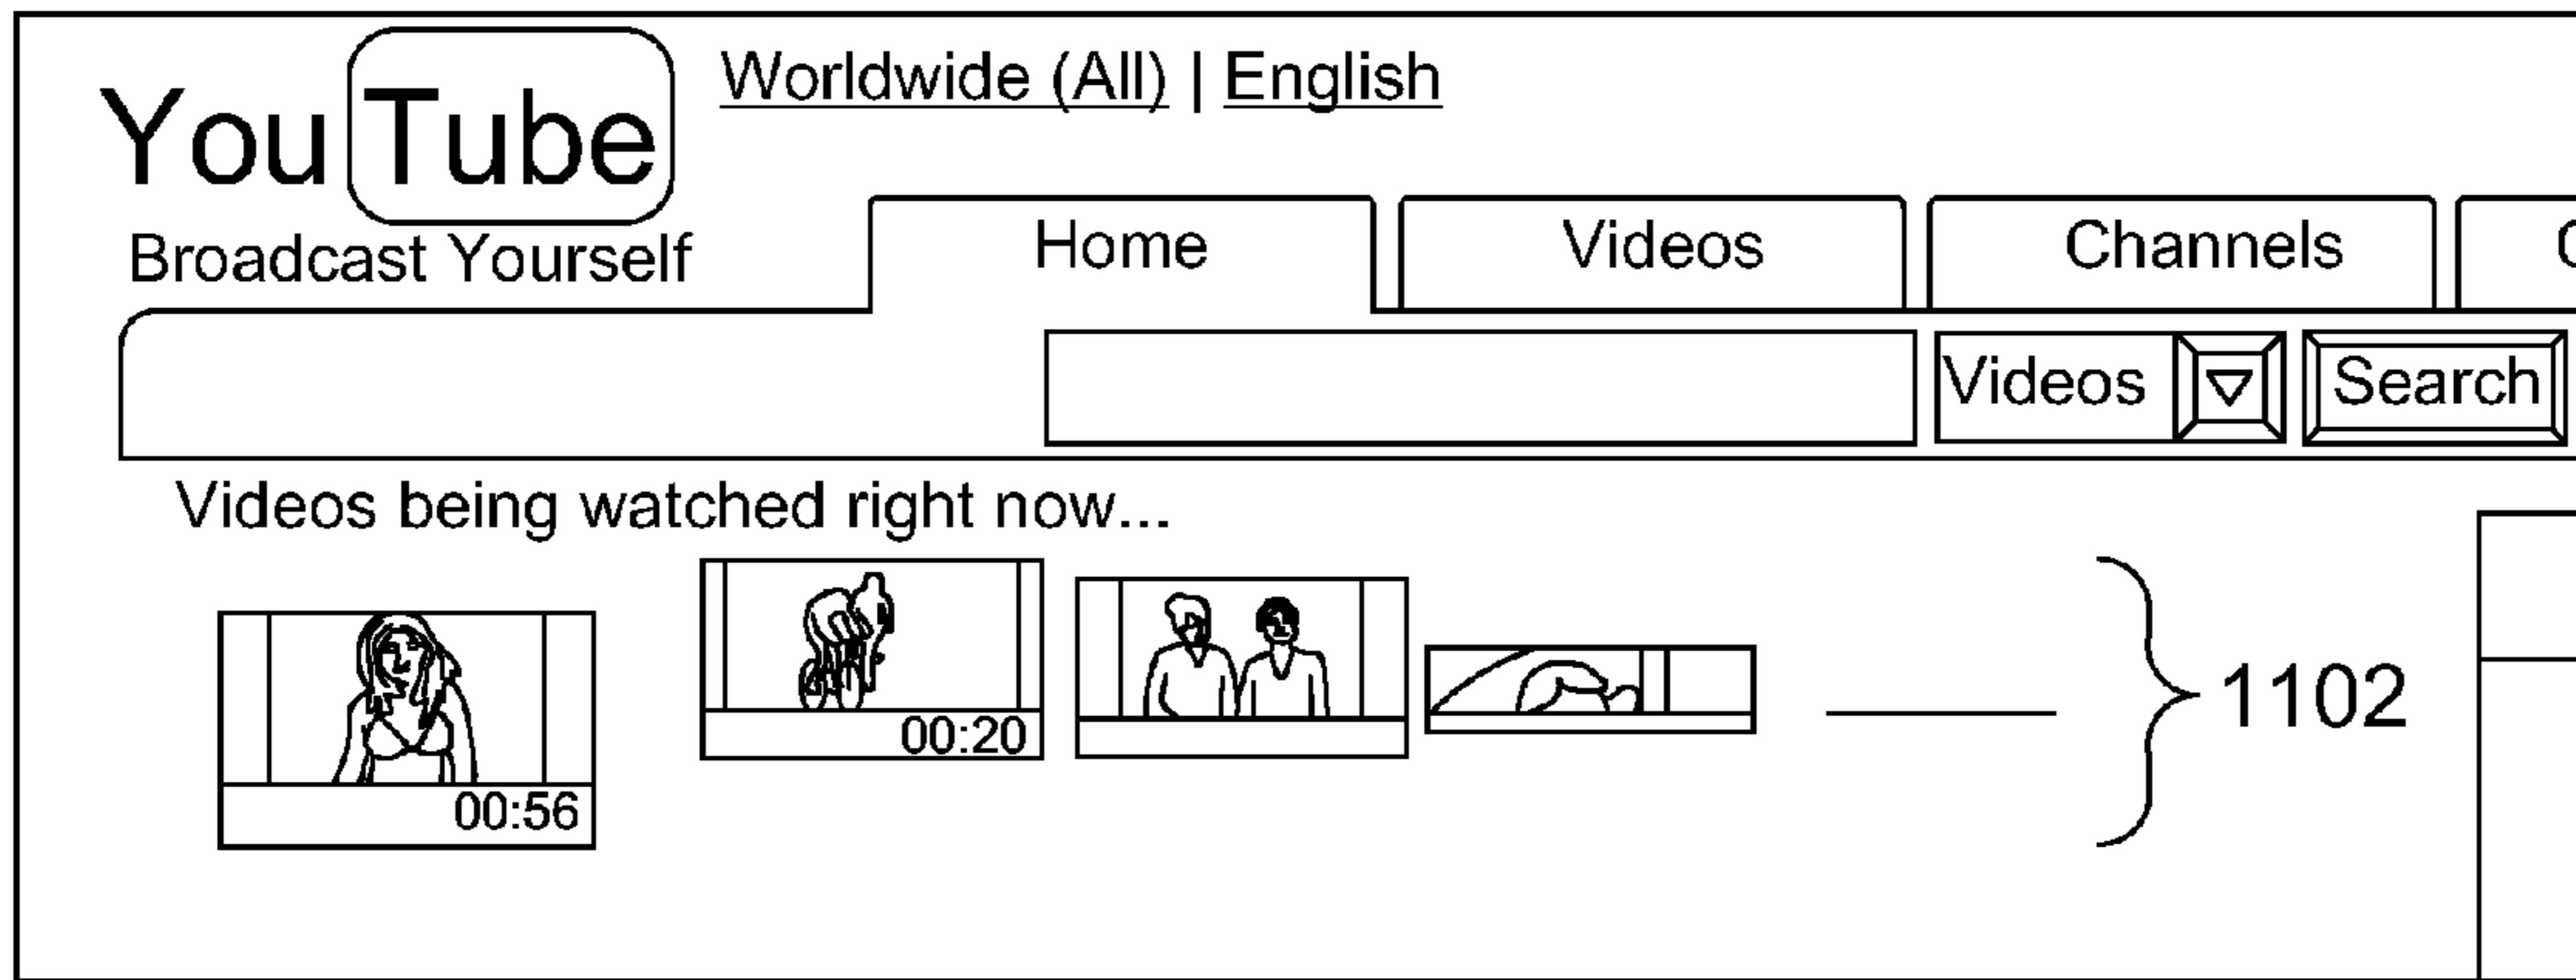 YouTube
Worldwide (All) | English
Broadcast Yourself
Home Videos Channels
Videos Search
Videos being watched right now...
00:56 00:20
1102